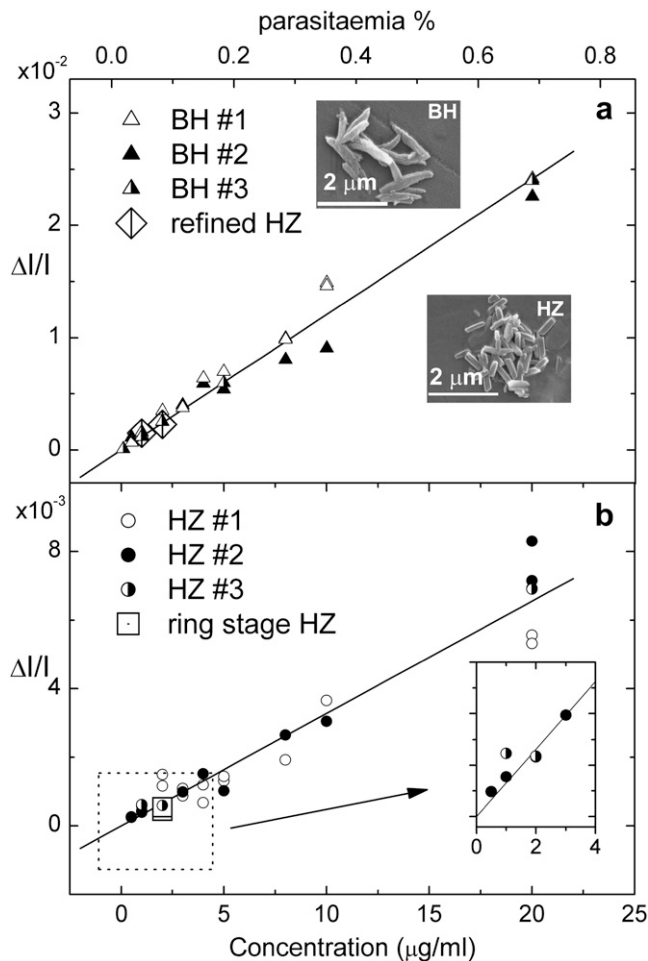 parasitaemia %
0.0 0.2 0.4 0.6 0.8
x10-2
a
3
2
1
0
ΔI/I
BH #1
BH #2
BH #3
refined HZ
BH
2 μm
HZ
2 μm
x10-3
b
8
4
0
ΔI/I
HZ #1
HZ #2
HZ #3
ring stage HZ
0 2 4
0 5 10 15 20 25
Concentration (μg/ml)